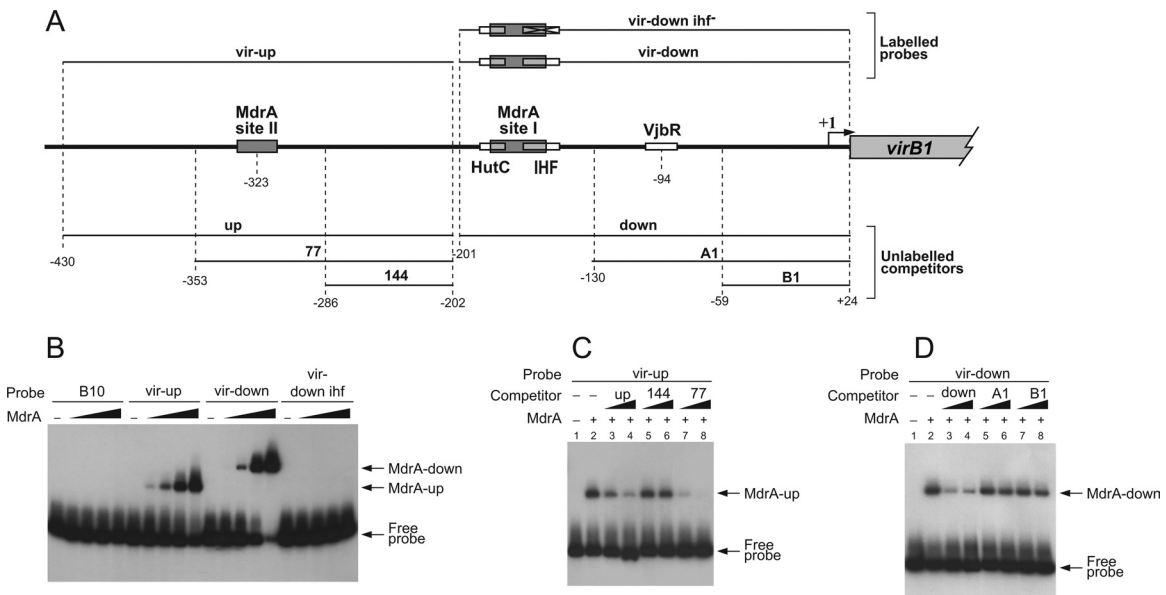 A
vir-down ihf-
vir-up
vir-down
Labelled
probes
MdrA
site II
MdrA
site I
VjbR
+1
virB1
HutC
IHF
-323
-94
up
down
-430
77
-201
A1
Unlabelled
competitors
-353
144
-130
B1
-286
-202
-59
+24
B
Probe
B10
vir-up
vir-down
vir-
down ihf
MdrA
–
–
–
–
MdrA-down
MdrA-up
Free
probe
C
Probe
vir-up
Competitor
– – up 144 77
MdrA
– + + + + + + +
1 2 3 4 5 6 7 8
MdrA-up
Free
probe
D
Probe
vir-down
Competitor
– – down A1 B1
MdrA
– + + + + + + +
1 2 3 4 5 6 7 8
MdrA-down
Free
probe